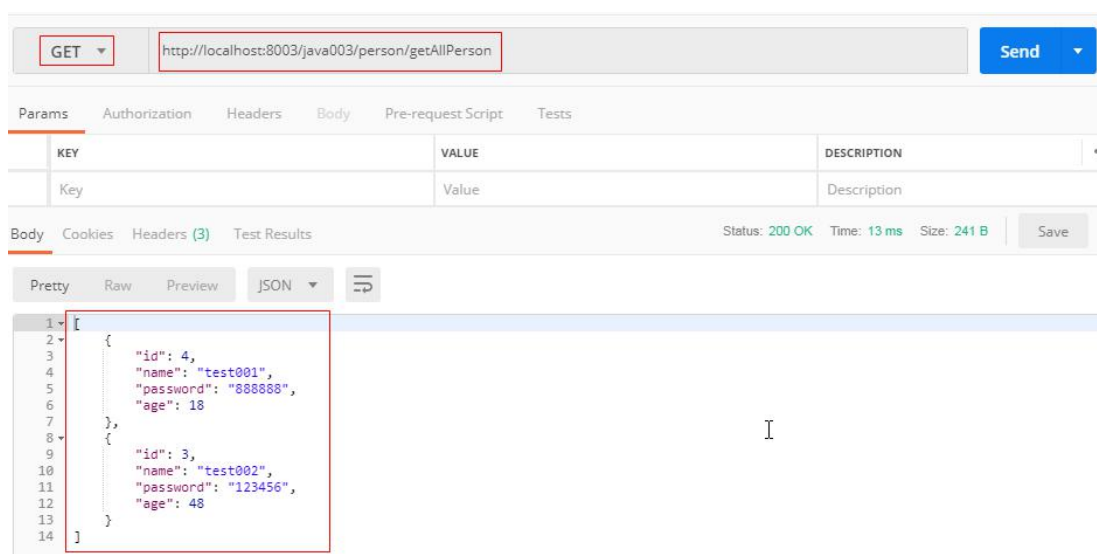 GET http://localhost:8003/java003/person/getAllPerson Send
Params Authorization Headers Body Pre-request Script Tests
KEY VALUE DESCRIPTION
Key Value Description
Body Cookies Headers (3) Test Results Status: 200 OK Time: 13 ms Size: 241 B Save
Pretty Raw Preview JSON
1 [
2 {
3 "id": 4,
4 "name": "test001",
5 "password": "888888",
6 "age": 18
7 },
8 {
9 "id": 3,
10 "name": "test002",
11 "password": "123456",
12 "age": 48
13 }
14 ]